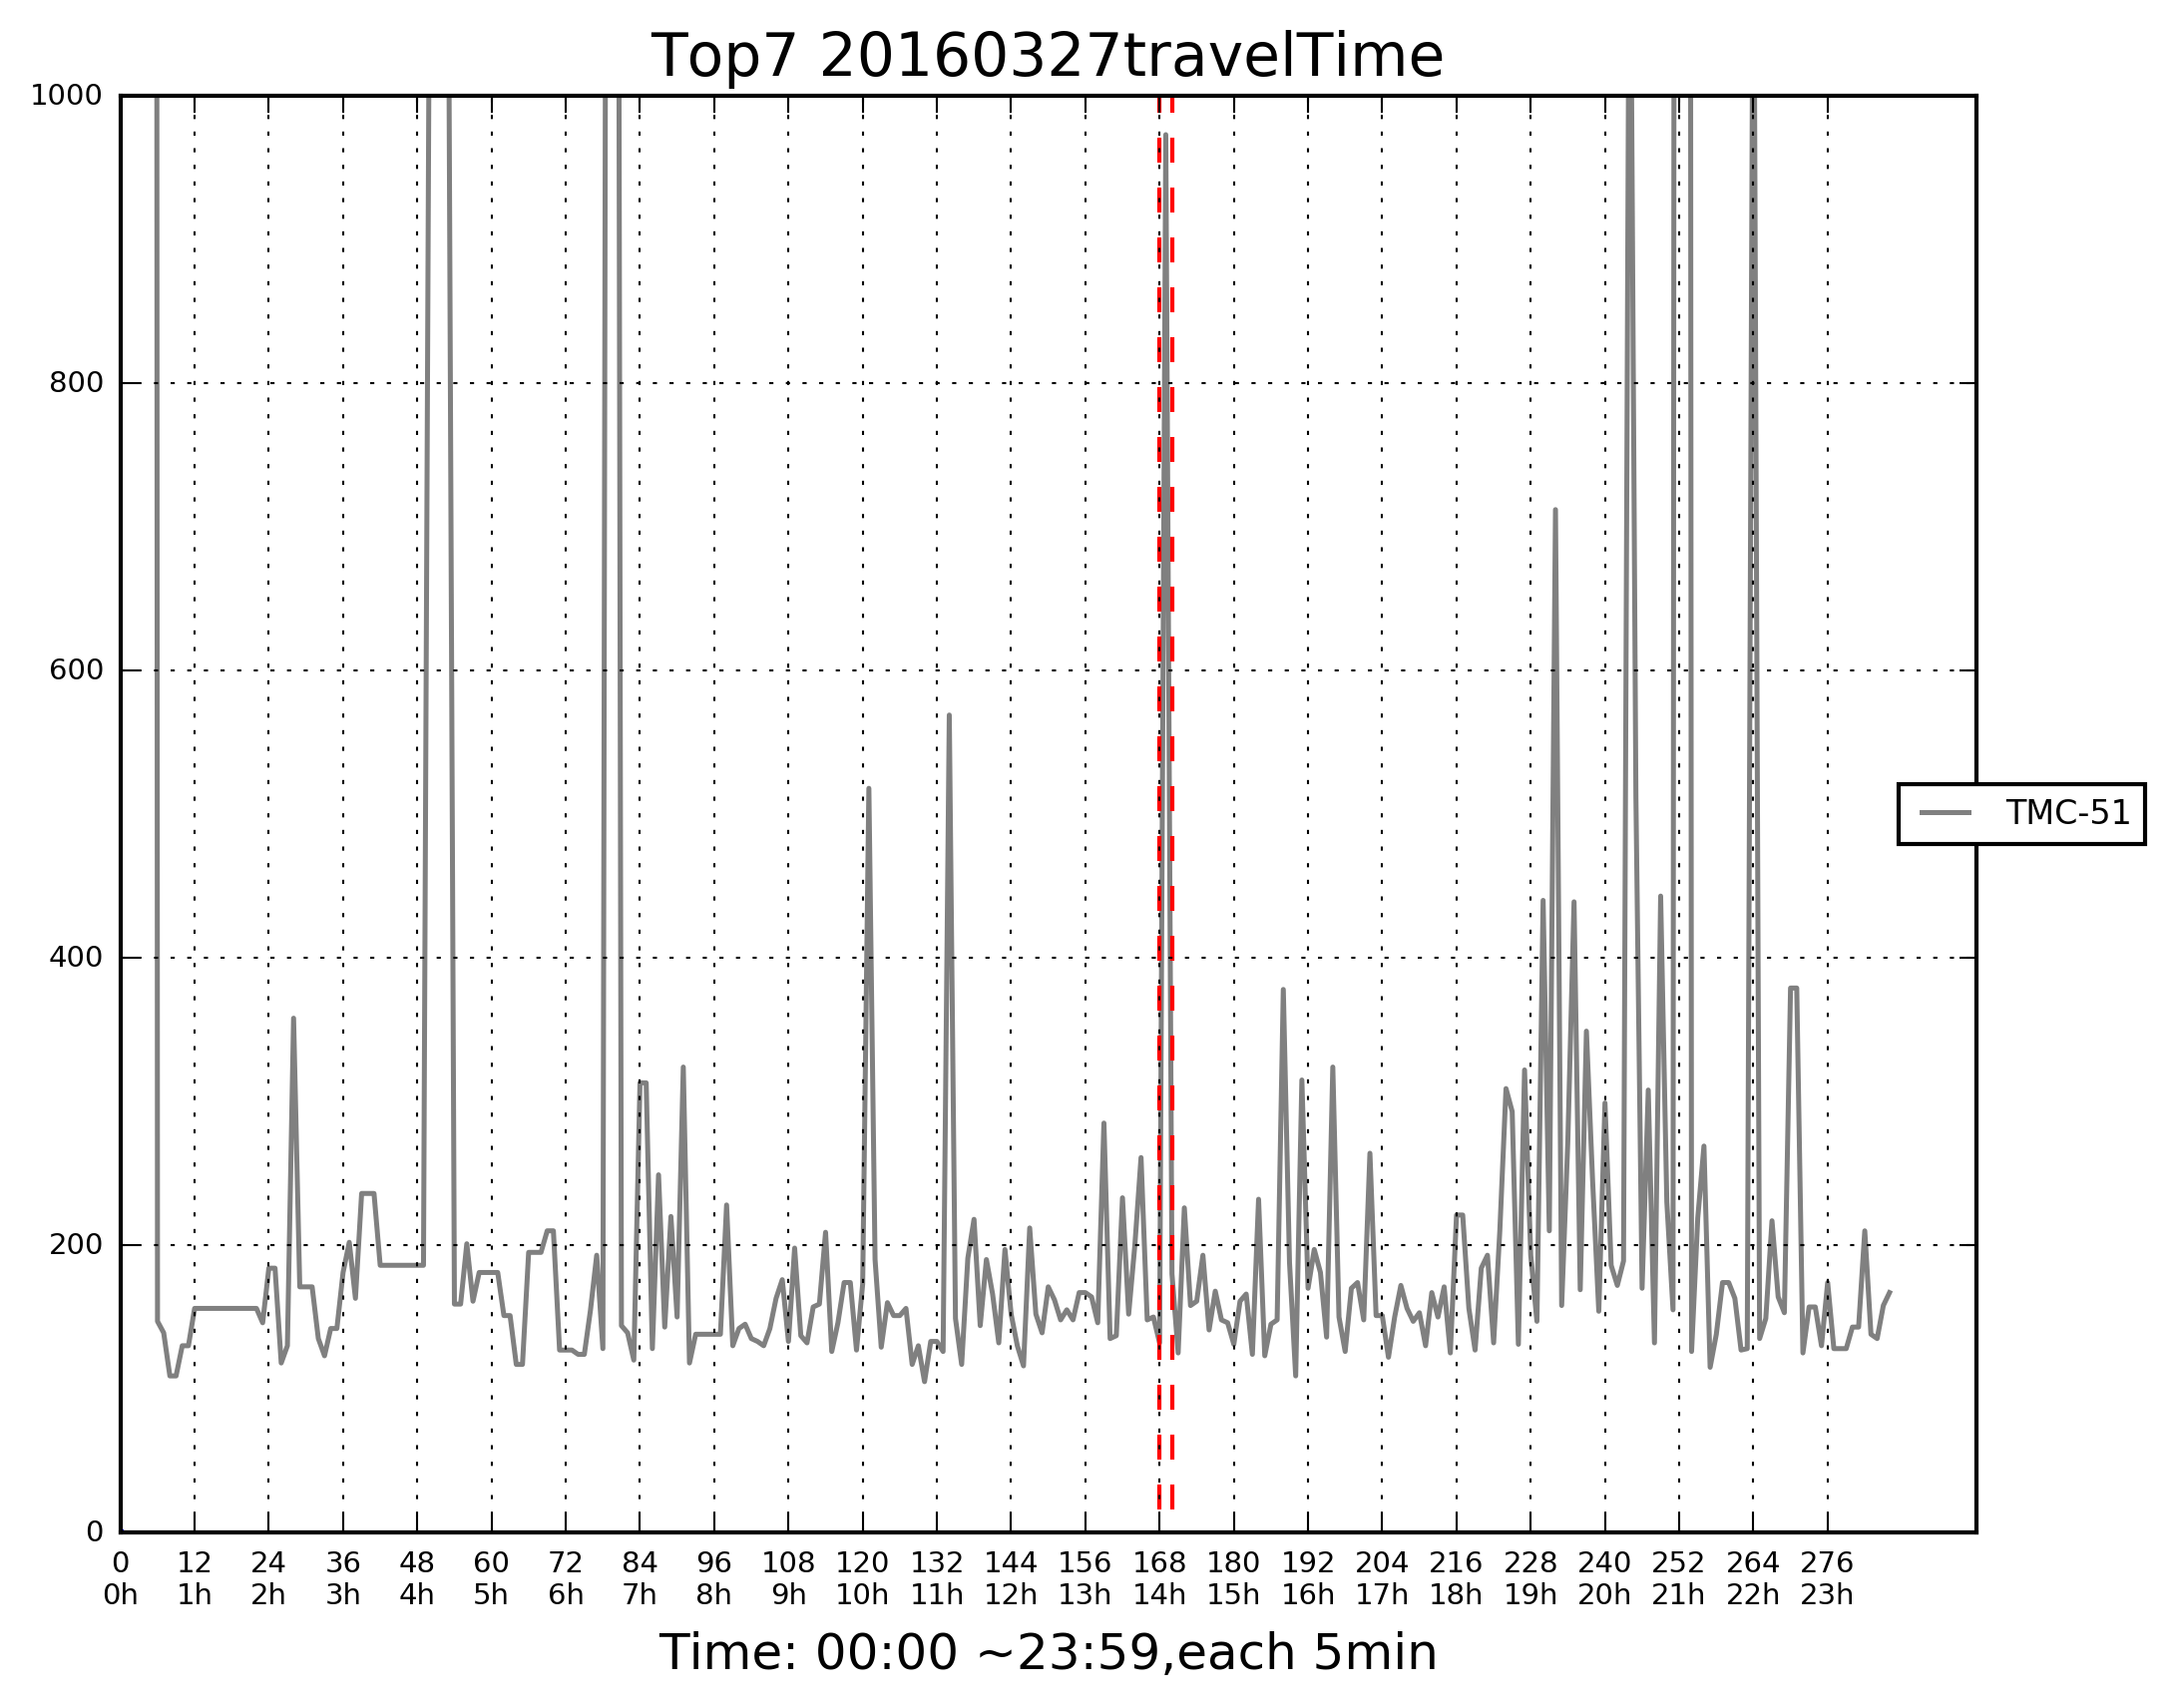 Top7 20160327travelTime
1000
800
600
400
200
0
TMC-51
0 12 24 36 48 60 72 84 96 108 120 132 144 156 168 180 192 204 216 228 240 252 264 276
0h 1h 2h 3h 4h 5h 6h 7h 8h 9h 10h 11h 12h 13h 14h 15h 16h 17h 18h 19h 20h 21h 22h 23h
Time: 00:00 ~23:59,each 5min